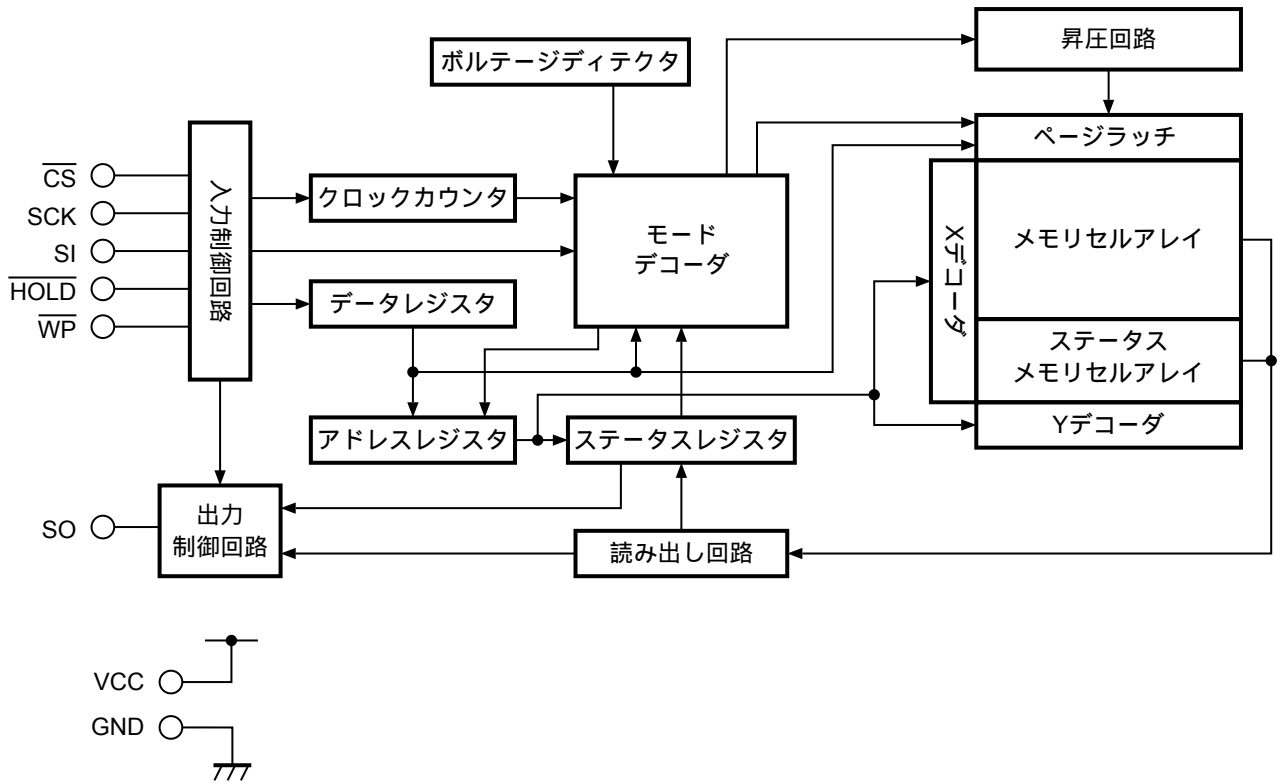 昇圧回路
ボルテージディテクタ
ページラッチ
C̅S̅
SCK
SI
H̅O̅L̅D̅
W̅P̅
入力制御回路
クロックカウンタ
モード
デコーダ
Xデコーダ
メモリセルアレイ
データレジスタ
ステータス
メモリセルアレイ
アドレスレジスタ
ステータスレジスタ
Yデコーダ
SO
出力
制御回路
読み出し回路
VCC
GND